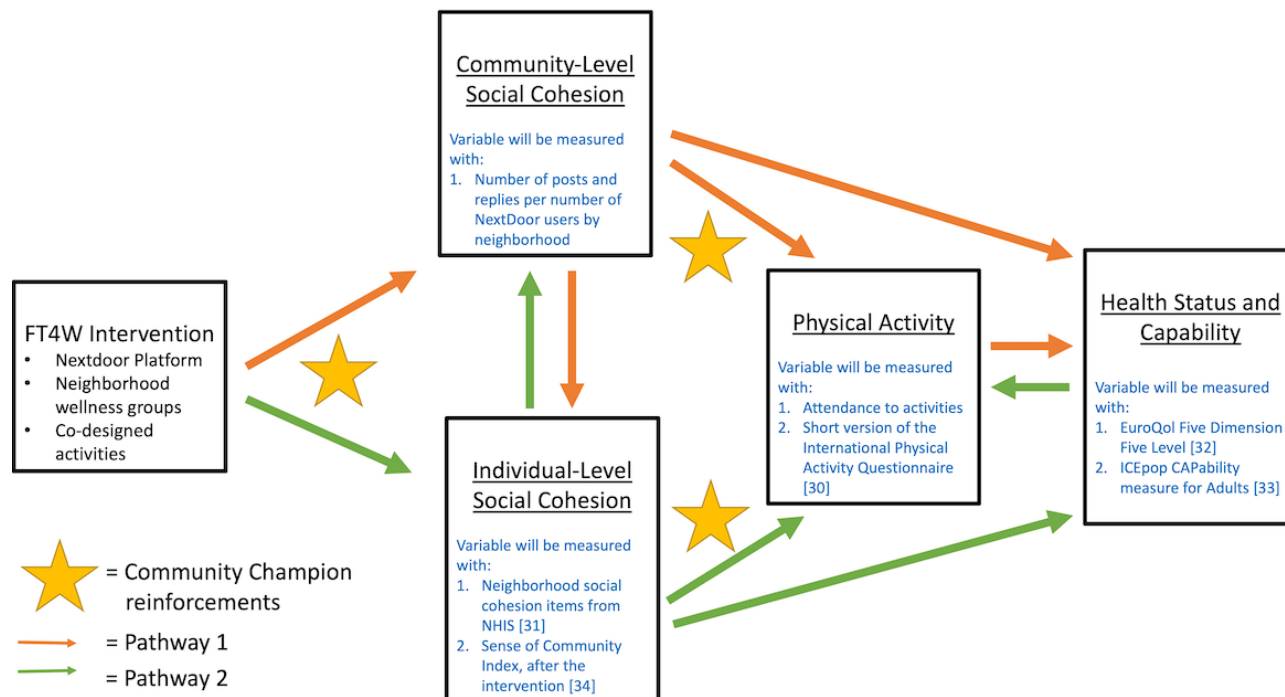 Community-Level
Social Cohesion
Variable will be measured
with:
1. Number of posts and
replies per number of
NextDoor users by
neighborhood
FT4W Intervention
• Nextdoor Platform
• Neighborhood
wellness groups
• Co-designed
activities
Individual-Level
Social Cohesion
Variable will be measured
with:
1. Neighborhood social
cohesion items from
NHIS [31]
2. Sense of Community
Index, after the
intervention [34]
Physical Activity
Variable will be measured
with:
1. Attendance to activities
2. Short version of the
International Physical
Activity Questionnaire
[30]
Health Status and
Capability
Variable will be measured
with:
1. EuroQol Five Dimension
Five Level [32]
2. ICEpop CAPability
measure for Adults [33]
= Community Champion
reinforcements
= Pathway 1
= Pathway 2